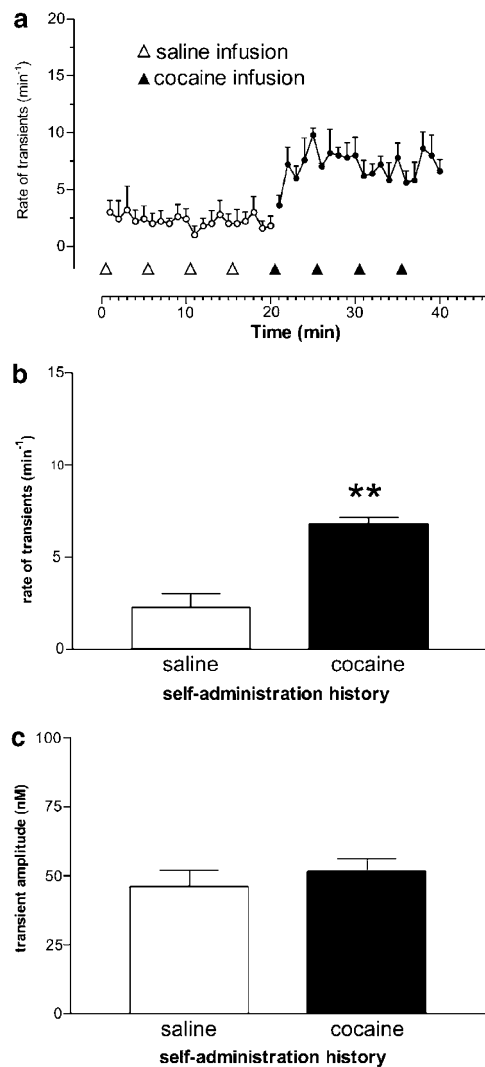 a
20
15
10
5
0
Rate of transients (min-1)
△ saline infusion
▲ cocaine infusion
0 10 20 30 40
Time (min)
b
15
10
5
0
rate of transients (min-1)
**
saline cocaine
self-administration history
c
100
75
50
25
0
transient amplitude (nM)
saline cocaine
self-administration history